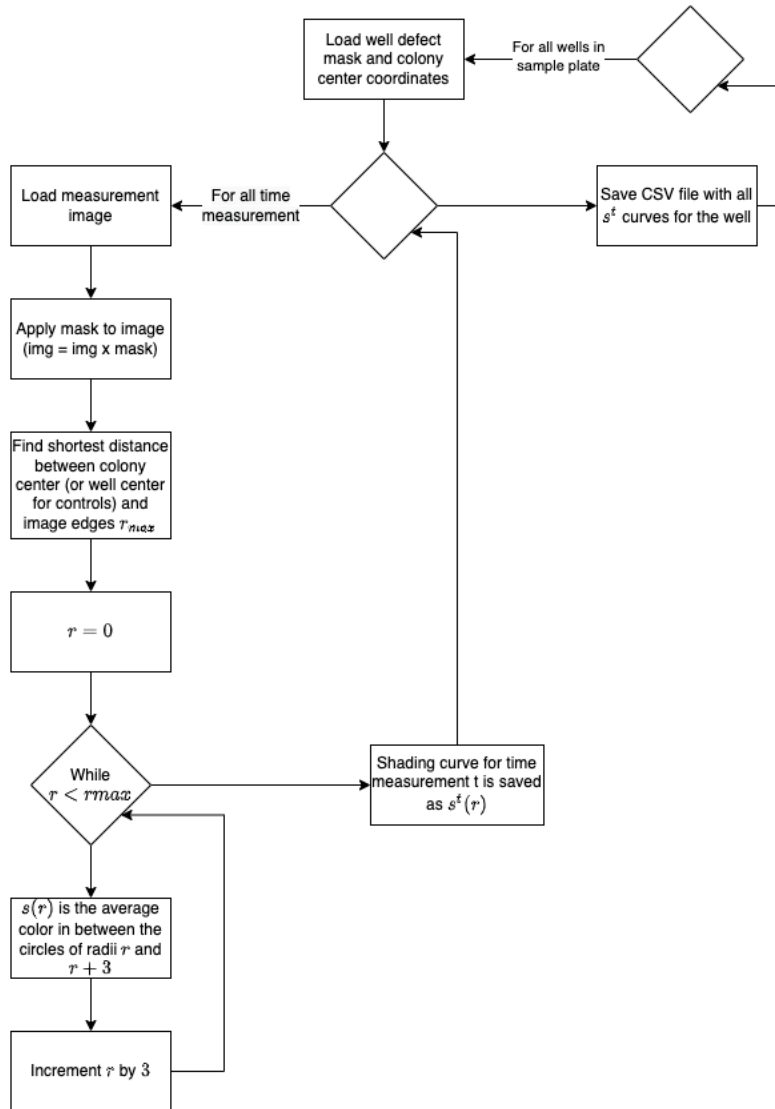 Load well defect
mask and colony
center coordinates
For all wells in
sample plate
Load measurement
image
For all time
measurement
Save CSV file with all
s^t curves for the well
Apply mask to image
(img = img x mask)
Find shortest distance
between colony
center (or well center
for controls) and
image edges r_max
r = 0
While
r < rmax
Shading curve for time
measurement t is saved
as s^t(r)
s(r) is the average
color in between the
circles of radii r and
r + 3
Increment r by 3